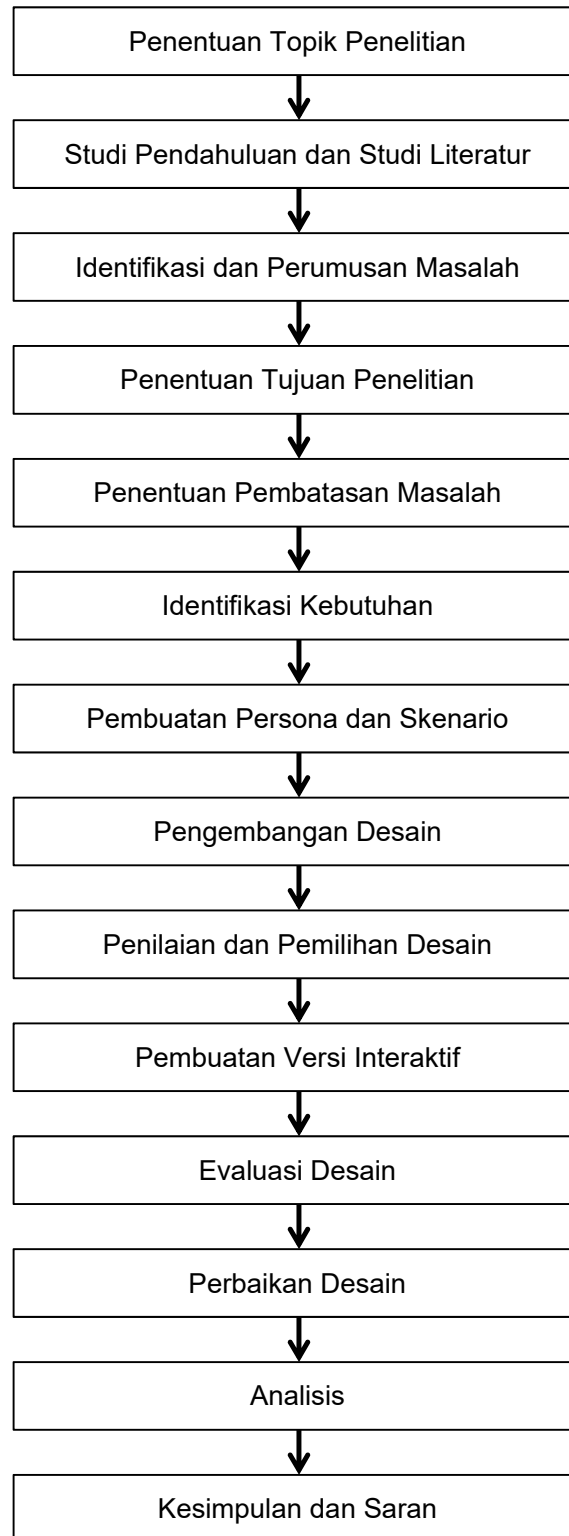 Penentuan Topik Penelitian
Studi Pendahuluan dan Studi Literatur
Identifikasi dan Perumusan Masalah
Penentuan Tujuan Penelitian
Penentuan Pembatasan Masalah
Identifikasi Kebutuhan
Pembuatan Persona dan Skenario
Pengembangan Desain
Penilaian dan Pemilihan Desain
Pembuatan Versi Interaktif
Evaluasi Desain
Perbaikan Desain
Analisis
Kesimpulan dan Saran